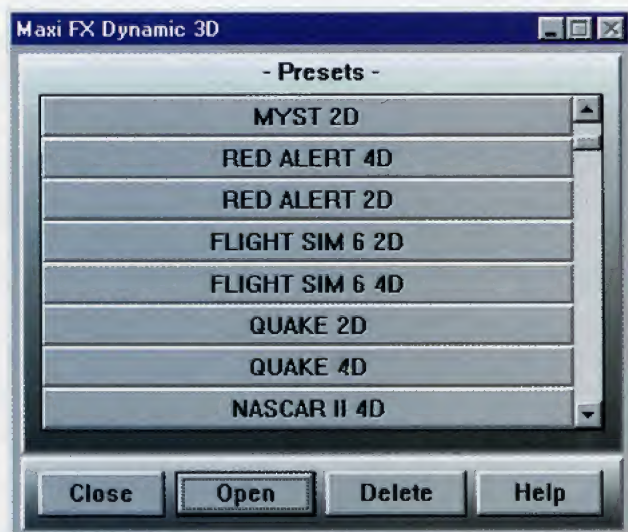 Maxi FX Dynamic 3D
- Presets -
MYST 2D
RED ALERT 4D
RED ALERT 2D
FLIGHT SIM 6 2D
FLIGHT SIM 6 4D
QUAKE 2D
QUAKE 4D
NASCAR II 4D
Close Open Delete Help